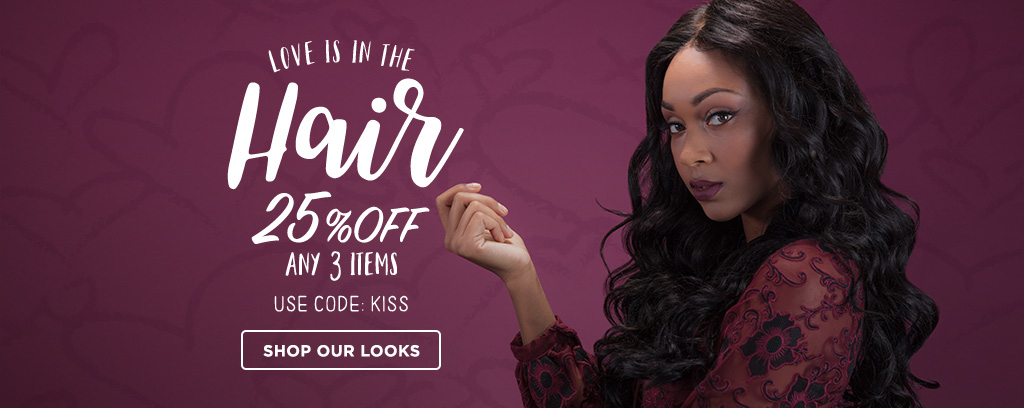 LOVE IS IN THE
Hair
25% OFF
ANY 3 ITEMS
USE CODE: KISS
SHOP OUR LOOKS